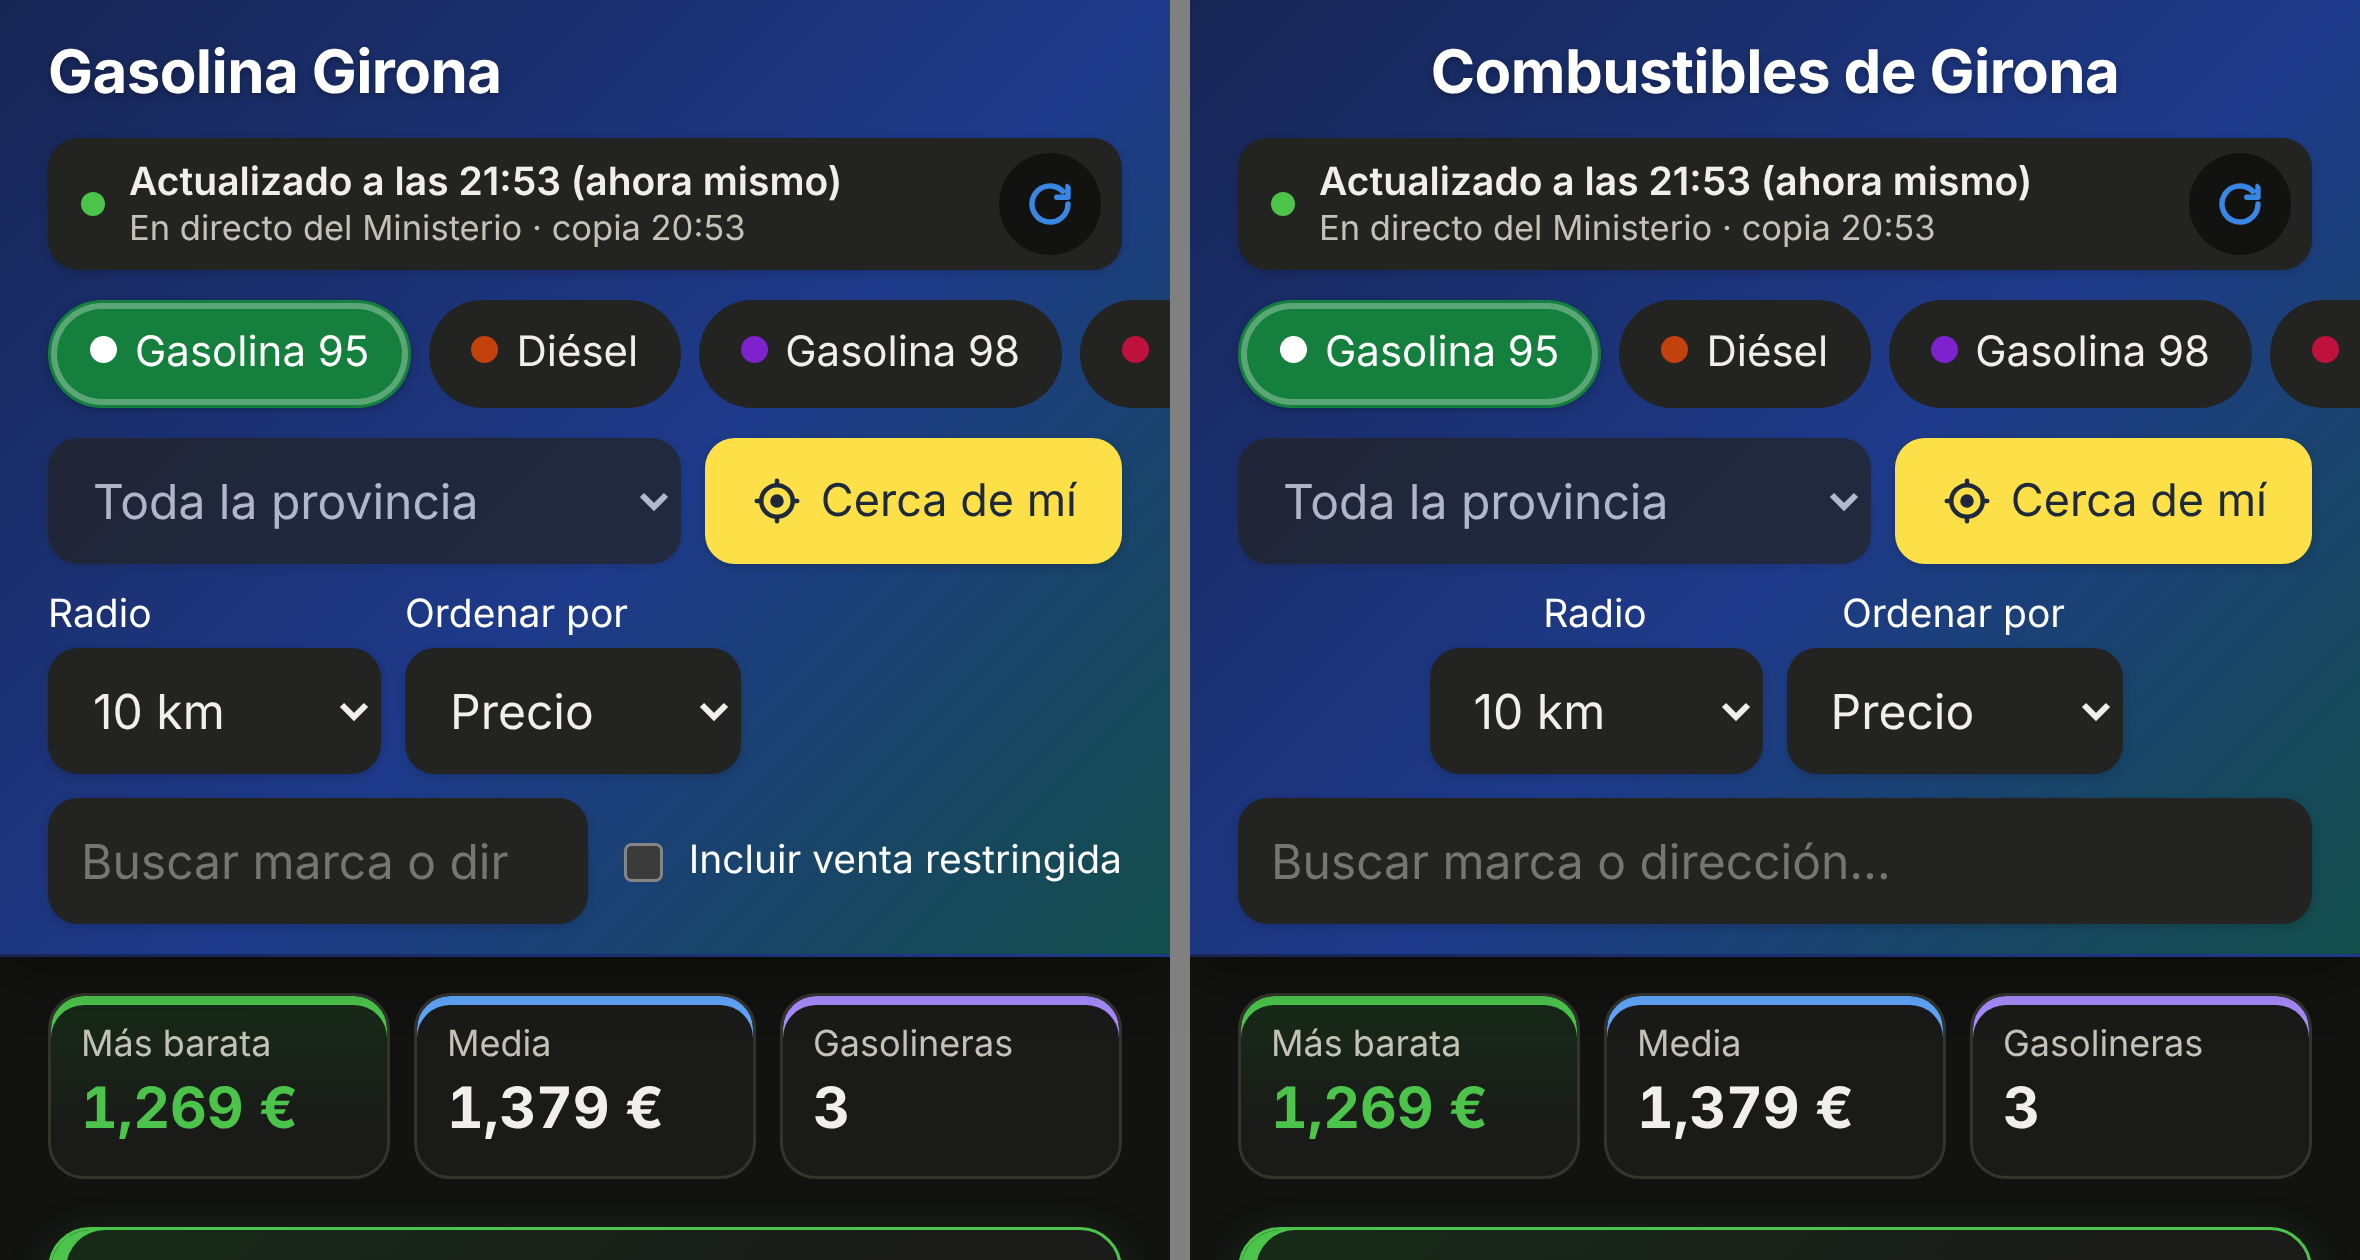 Gasolina Girona
Actualizado a las 21:53 (ahora mismo)
En directo del Ministerio · copia 20:53
Gasolina 95
Diésel
Gasolina 98
Toda la provincia
Cerca de mí
Radio
Ordenar por
10 km
Precio
Buscar marca o dir
Incluir venta restringida
Más barata
Media
Gasolineras
1,269 €
1,379 €
3
Combustibles de Girona
Actualizado a las 21:53 (ahora mismo)
En directo del Ministerio · copia 20:53
Gasolina 95
Diésel
Gasolina 98
Toda la provincia
Cerca de mí
Radio
Ordenar por
10 km
Precio
Buscar marca o dirección...
Más barata
Media
Gasolineras
1,269 €
1,379 €
3